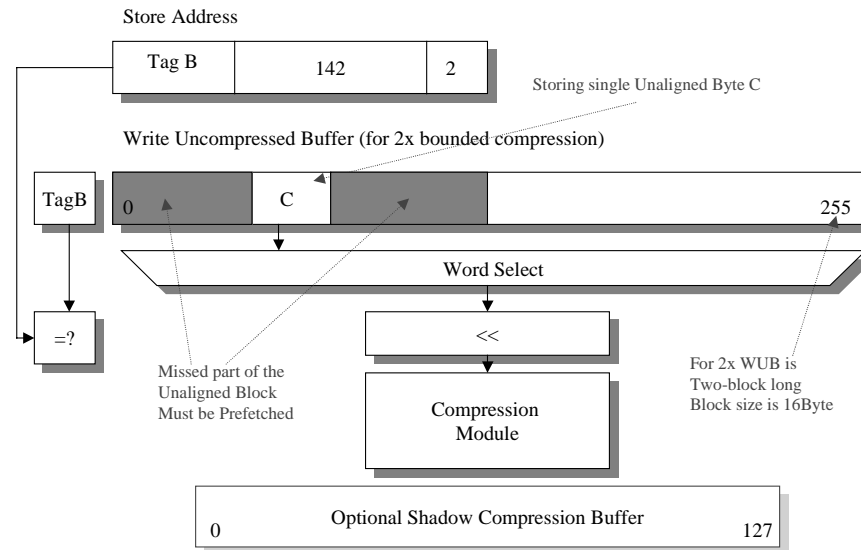 Store Address
Tag B 142 2
Storing single Unaligned Byte C
Write Uncompressed Buffer (for 2x bounded compression)
TagB 0 C 255
Word Select
=? <<
Missed part of the
Unaligned Block
Must be Prefetched
For 2x WUB is
Two-block long
Block size is 16Byte
Compression
Module
0 Optional Shadow Compression Buffer 127